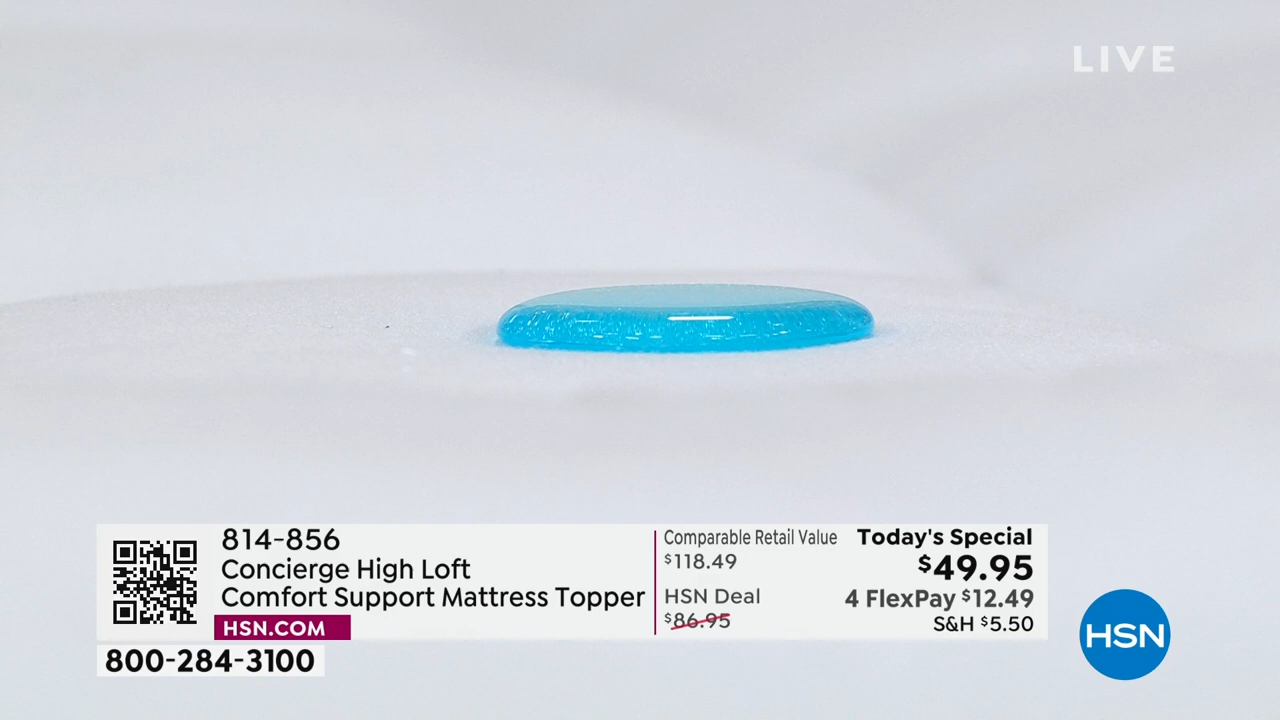 LIVE
814-856
Concierge High Loft
Comfort Support Mattress Topper
HSN.COM
800-284-3100
Comparable Retail Value
$118.49
HSN Deal
$86.95
Today's Special
$49.95
4 FlexPay $12.49
S&H $5.50
HSN